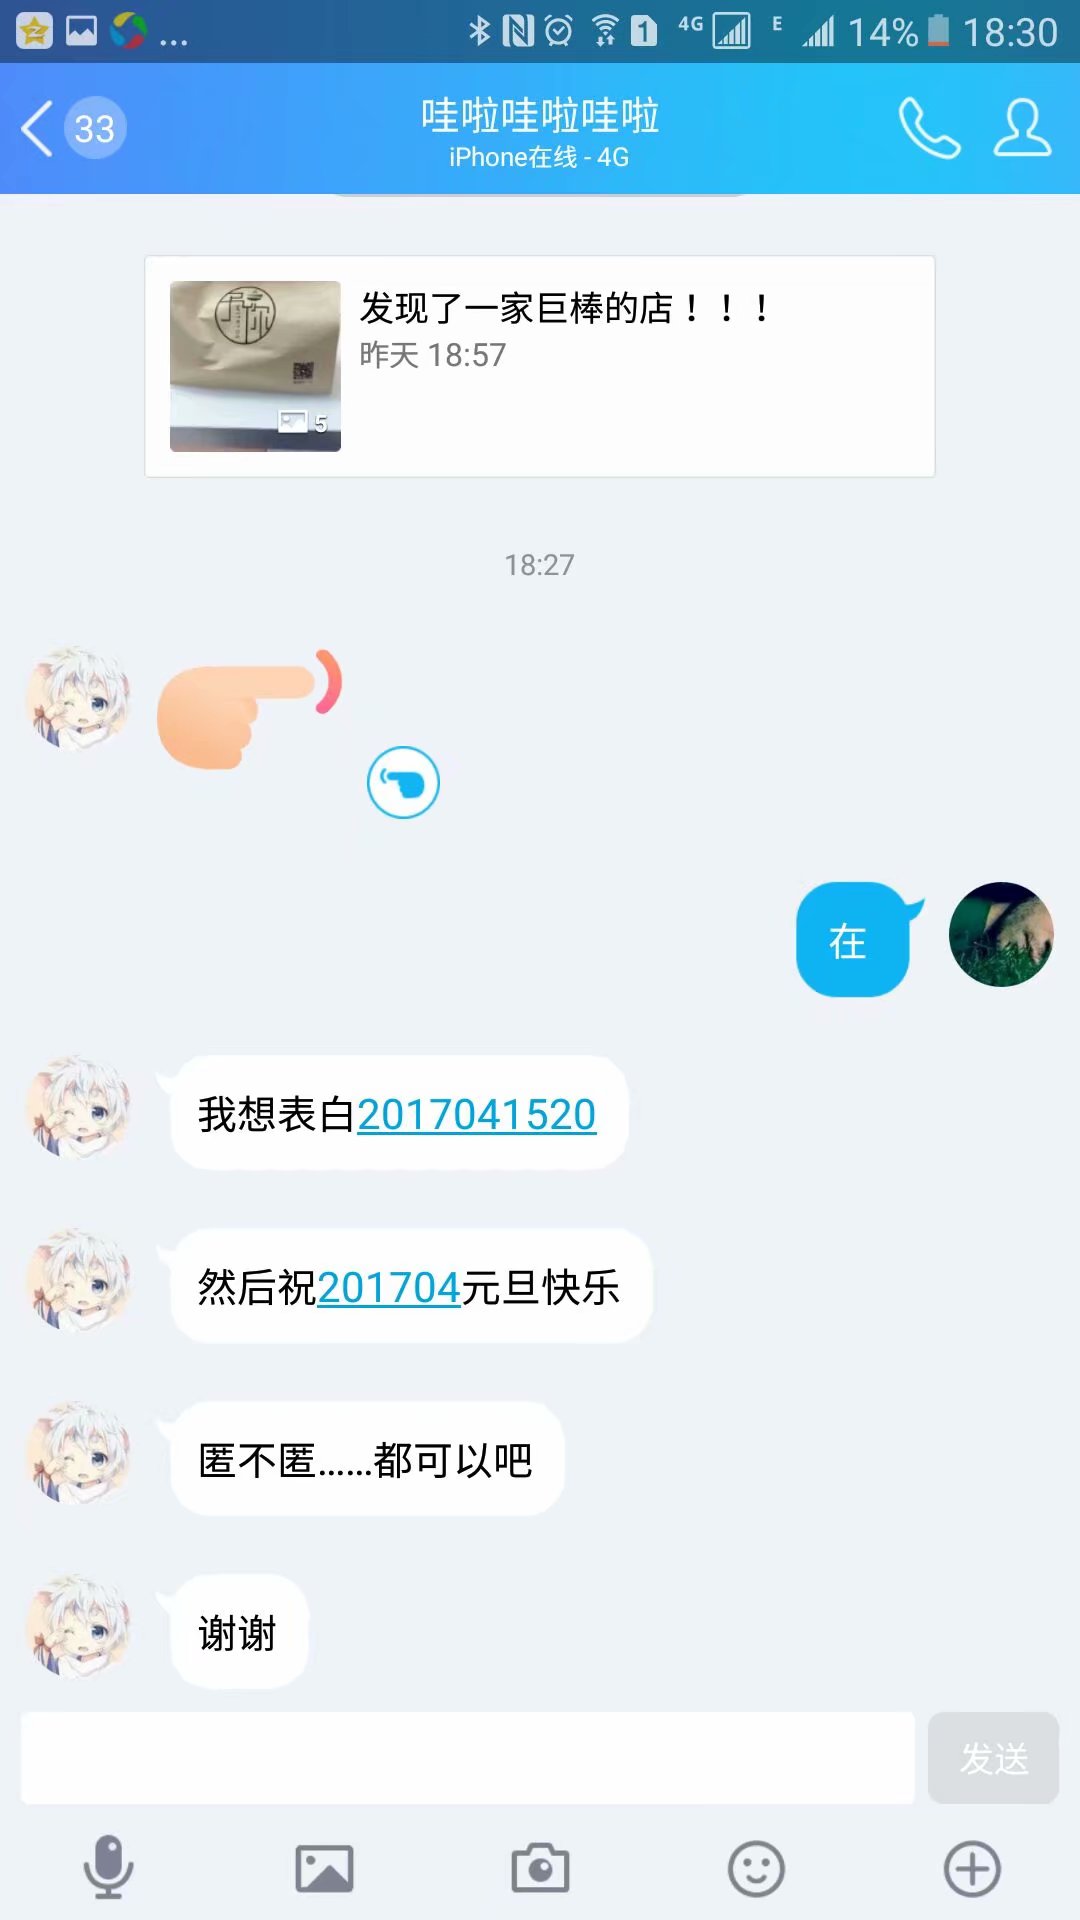 ... 1 4G E 14% 18:30
33
哇啦哇啦哇啦
iPhone在线 - 4G
发现了一家巨棒的店！！！
昨天 18:57
5
18:27
在
我想表白2017041520
然后祝201704元旦快乐
匿不匿……都可以吧
谢谢
发送